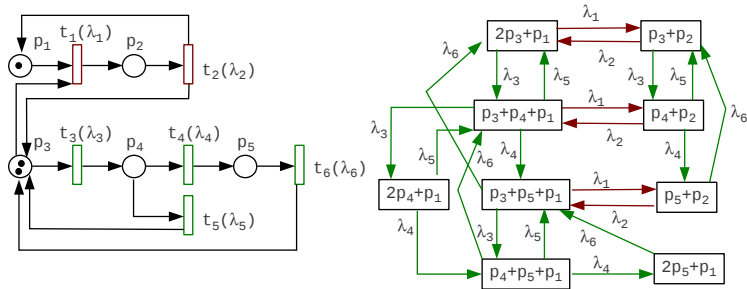 p₁
t₁(λ₁)
p₂
t₂(λ₂)
p₃
t₃(λ₃)
p₄
t₄(λ₄)
p₅
t₆(λ₆)
t₅(λ₅)
2p₃+p₁
λ₁
λ₂
p₃+p₂
λ₆
λ₃
λ₅
λ₃
λ₅
λ₆
λ₃
p₃+p₄+p₁
λ₁
λ₂
p₄+p₂
λ₅
λ₆
λ₄
λ₄
2p₄+p₁
p₃+p₅+p₁
λ₁
λ₂
p₅+p₂
λ₄
λ₃
λ₅
λ₆
p₄+p₅+p₁
λ₄
2p₅+p₁